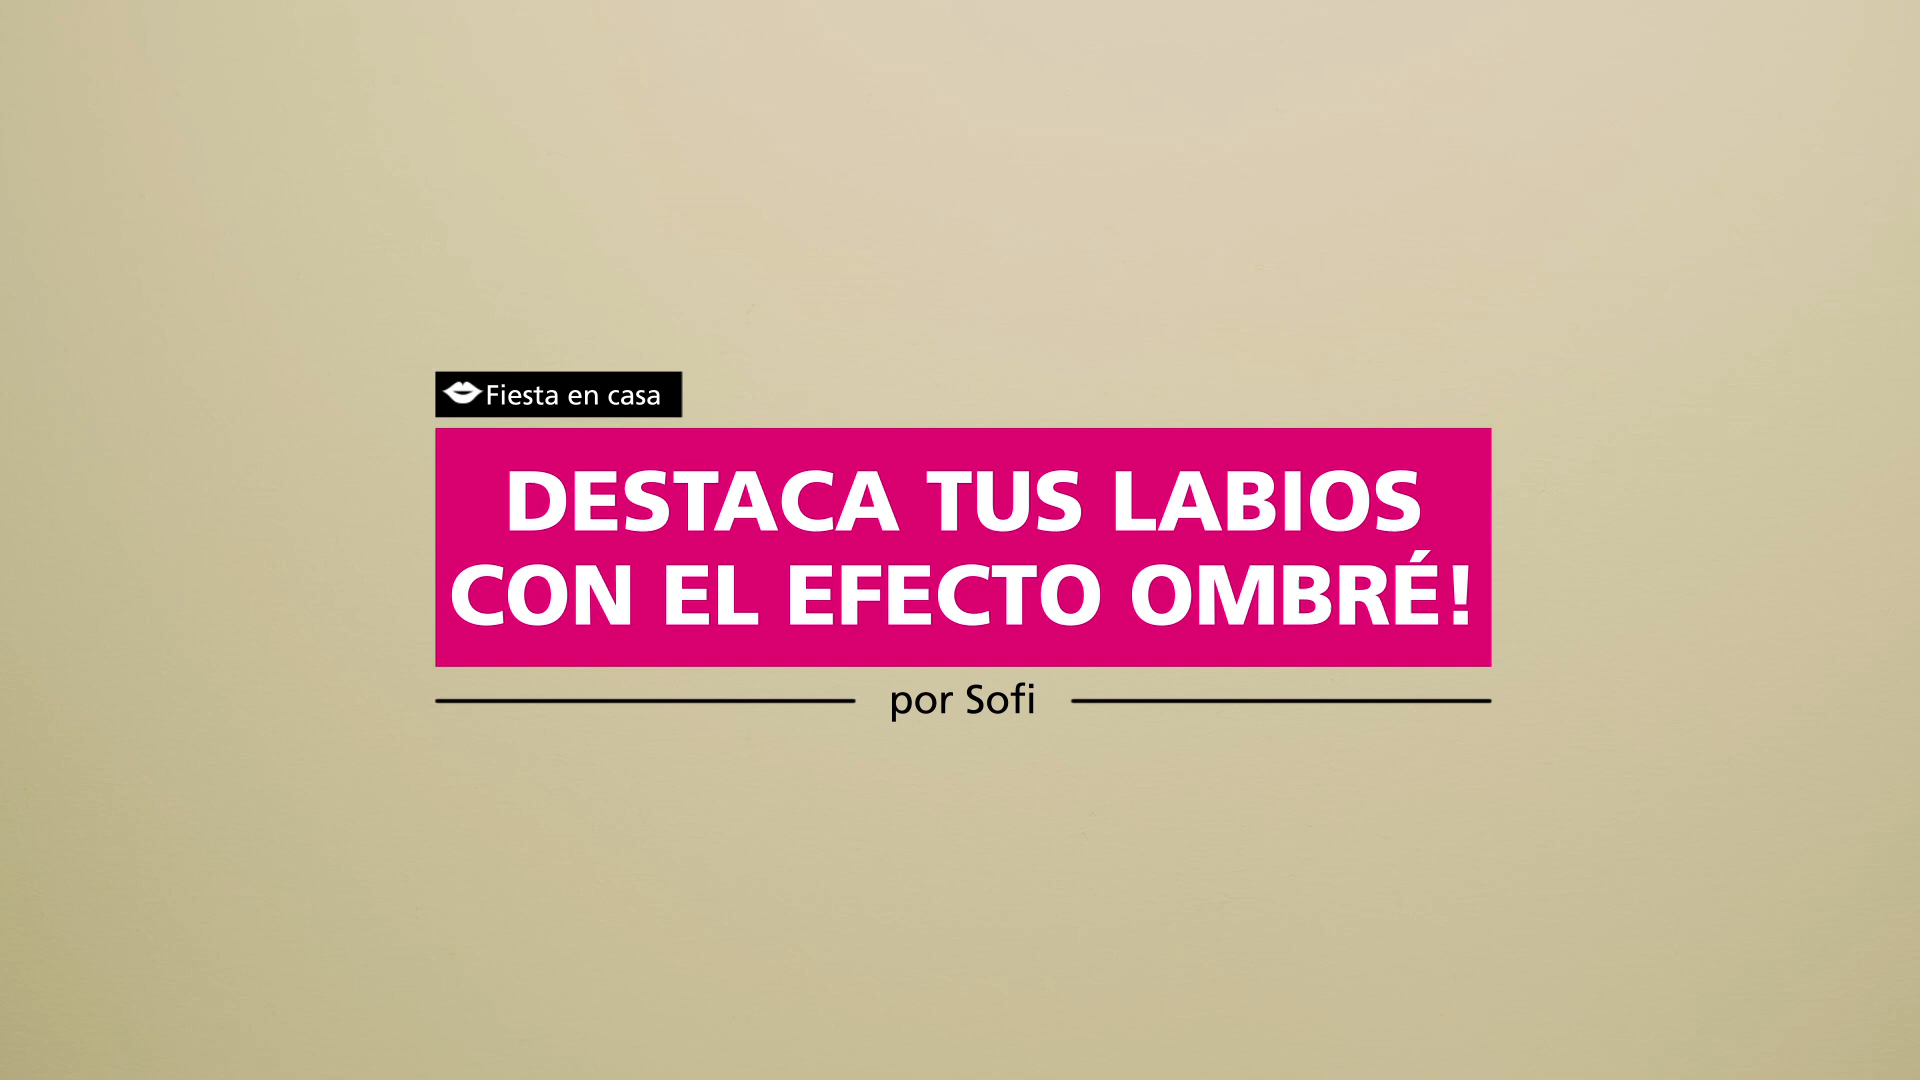 Fiesta en casa
DESTACA TUS LABIOS
CON EL EFECTO OMBRÉ!
por Sofi